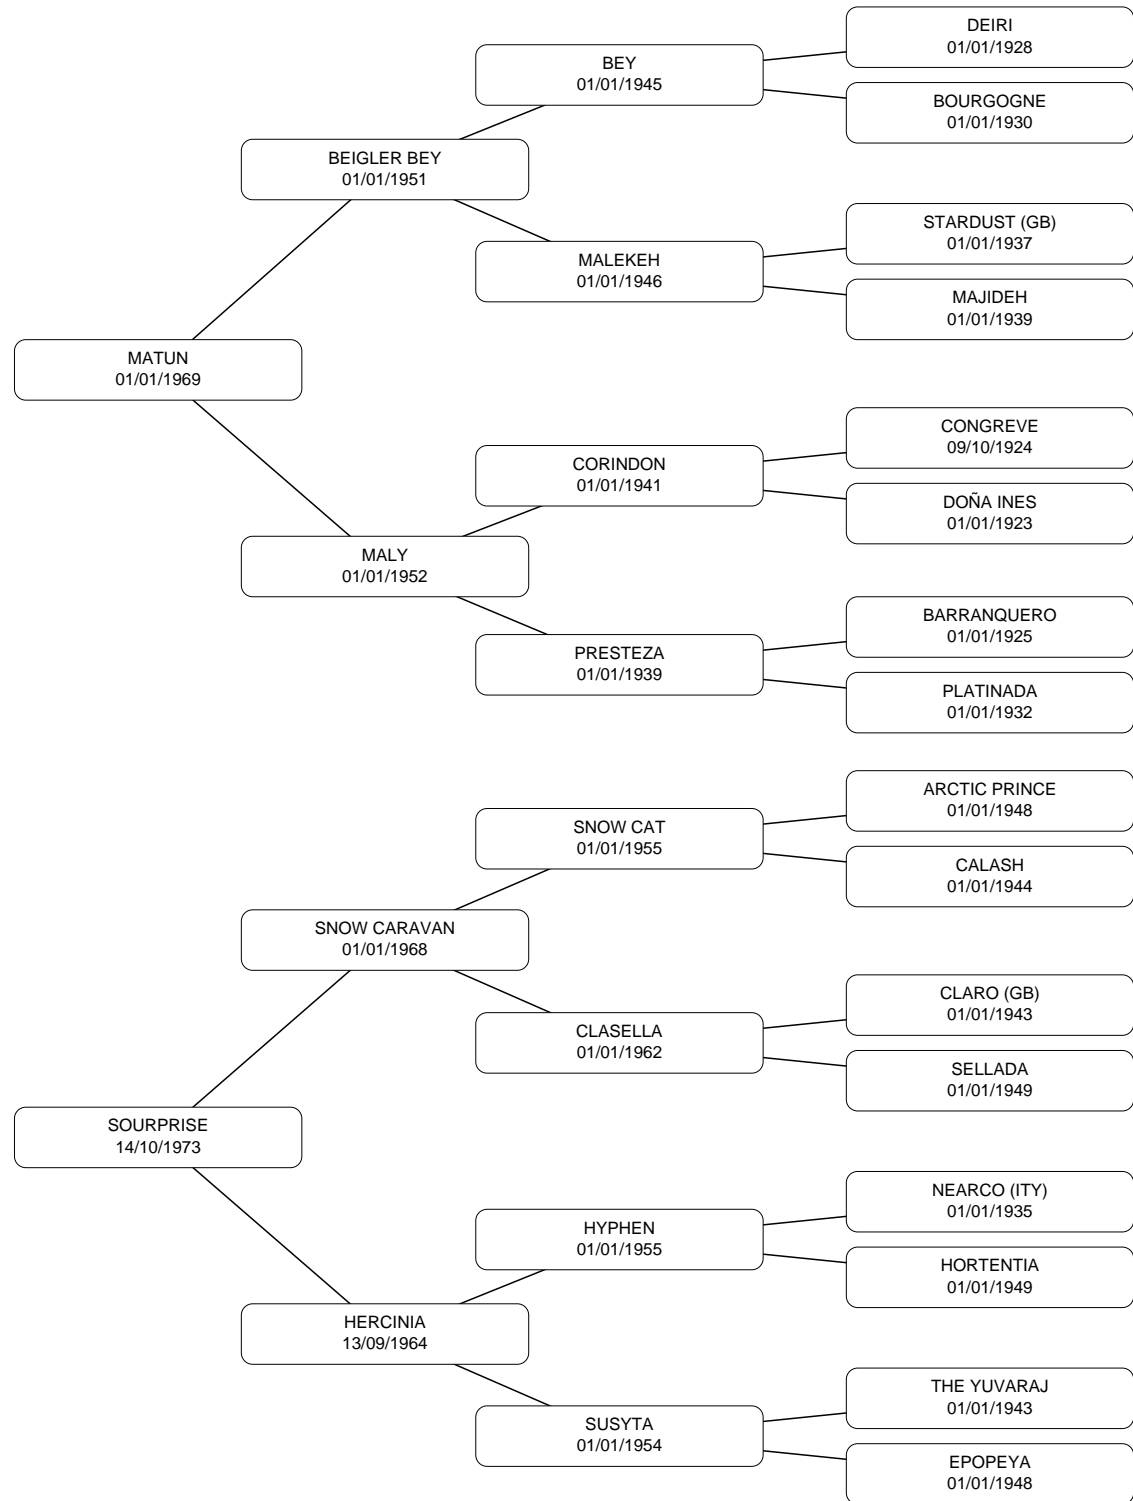 DEIRI
01/01/1928
BEY
01/01/1945
BOURGOGNE
01/01/1930
BEIGLER BEY
01/01/1951
STARDUST (GB)
01/01/1937
MALEKEH
01/01/1946
MAJIDEH
01/01/1939
MATUN
01/01/1969
CONGREVE
09/10/1924
CORINDON
01/01/1941
DOÑA INES
01/01/1923
MALY
01/01/1952
BARRANQUERO
01/01/1925
PRESTEZA
01/01/1939
PLATINADA
01/01/1932
ARCTIC PRINCE
01/01/1948
SNOW CAT
01/01/1955
CALASH
01/01/1944
SNOW CARAVAN
01/01/1968
CLARO (GB)
01/01/1943
CLASELLA
01/01/1962
SELLADA
01/01/1949
SOURPRISE
14/10/1973
NEARCO (ITY)
01/01/1935
HYPHEN
01/01/1955
HORTENTIA
01/01/1949
HERCINIA
13/09/1964
THE YUVARAJ
01/01/1943
SUSYTA
01/01/1954
EPOPEYA
01/01/1948